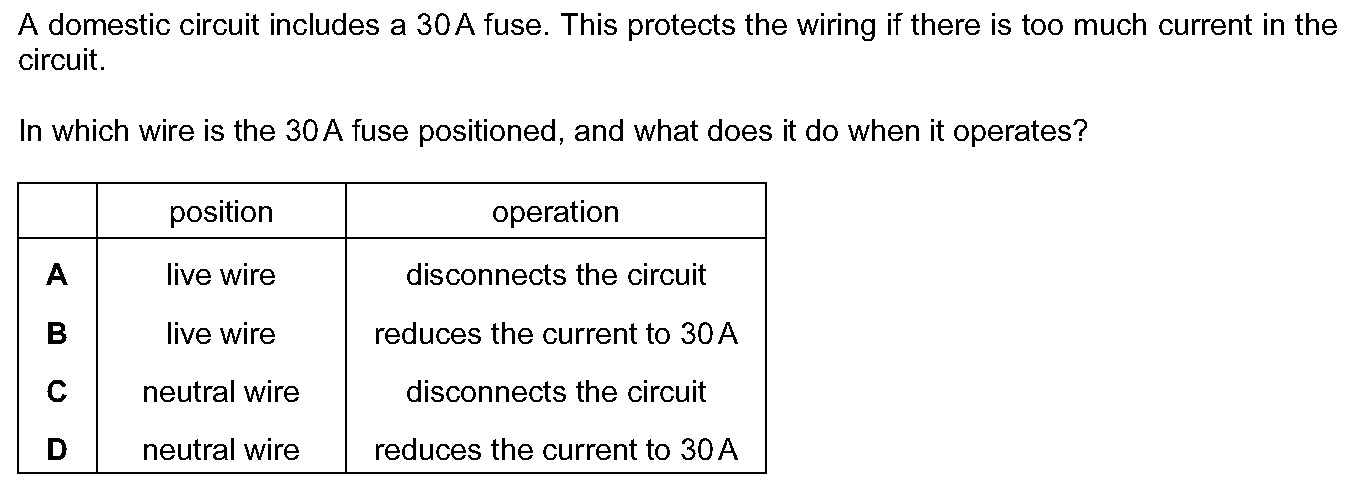 A domestic circuit includes a 30 A fuse. This protects the wiring if there is too much current in the
circuit.
In which wire is the 30 A fuse positioned, and what does it do when it operates?
position operation
A live wire disconnects the circuit
B live wire reduces the current to 30 A
C neutral wire disconnects the circuit
D neutral wire reduces the current to 30 A